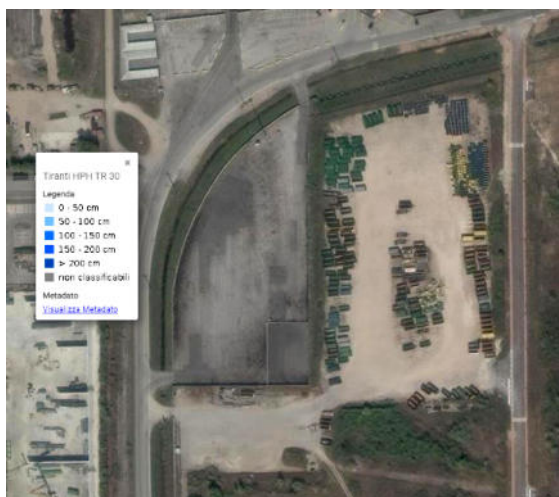 ×
Tiranti HPH TR 30
Legenda
0 - 50 cm
50 - 100 cm
100 - 150 cm
150 - 200 cm
> 200 cm
non classificabili
Metadato
Visualizza Metadato